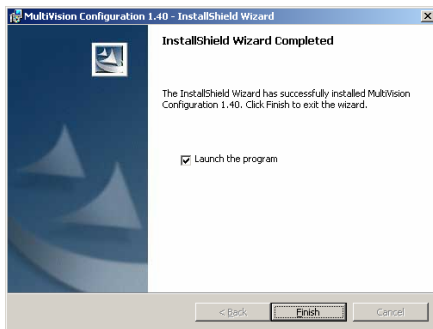 MultiVision Configuration 1.40 - InstallShield Wizard
InstallShield Wizard Completed
The InstallShield Wizard has successfully installed MultiVision
Configuration 1.40. Click Finish to exit the wizard.
Launch the program
< Back
Finish
Cancel